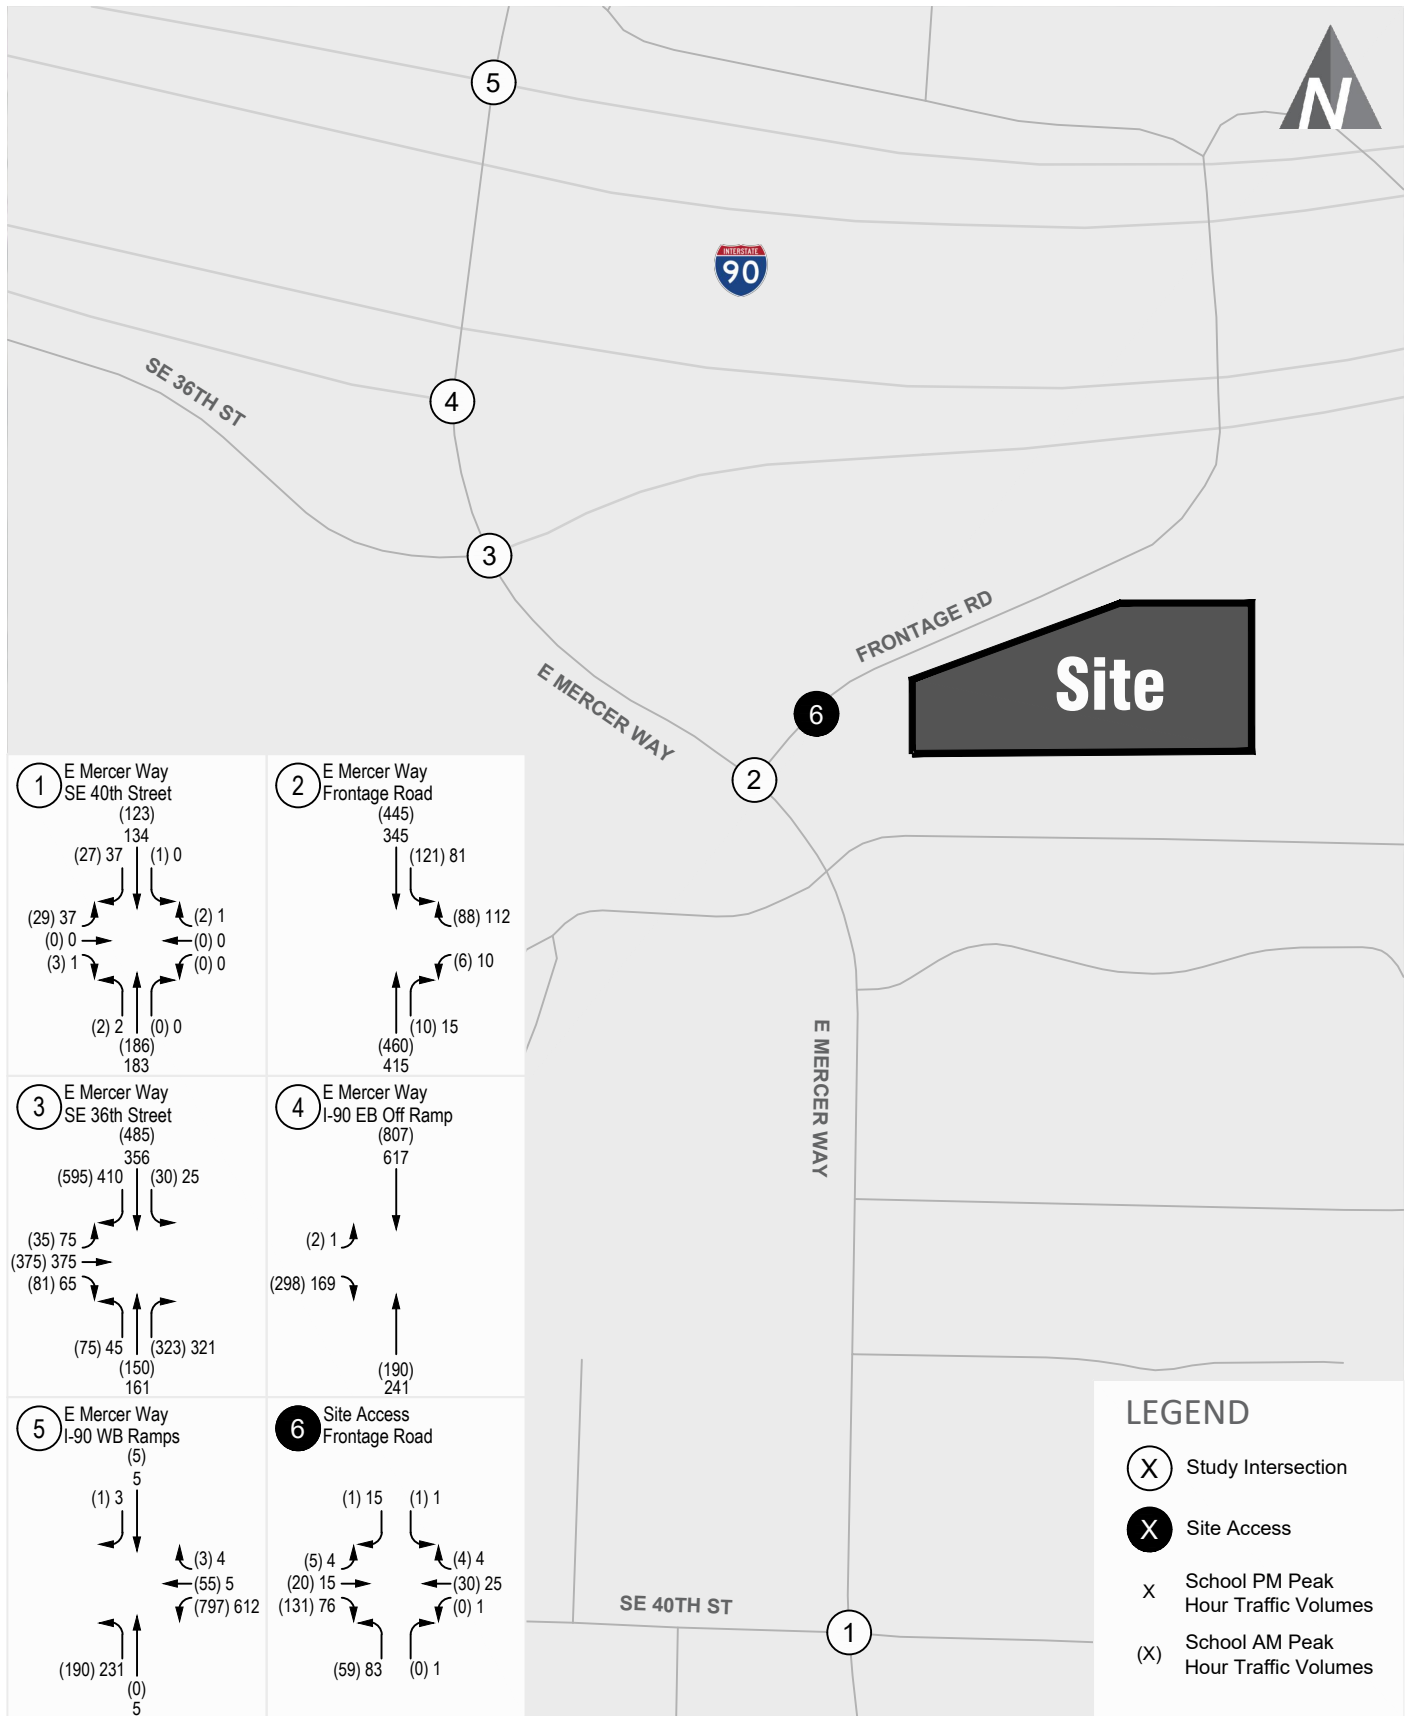 5
N
INTERSTATE
90
SE 36TH ST
4
3
FRONTAGE RD
E MERCER WAY
Site
6
2
1
E Mercer Way
SE 40th Street
(123)
134
(27) 37
(1) 0
(29) 37
(2) 1
(0) 0
(0) 0
(3) 1
(0) 0
(2) 2
(0) 0
(186)
183
2
E Mercer Way
Frontage Road
(445)
345
(121) 81
(88) 112
(6) 10
(10) 15
(460)
415
3
E Mercer Way
SE 36th Street
(485)
356
(595) 410
(30) 25
(35) 75
(375) 375
(81) 65
(75) 45
(323) 321
(150)
161
4
E Mercer Way
I-90 EB Off Ramp
(807)
617
(2) 1
(298) 169
(190)
241
5
E Mercer Way
I-90 WB Ramps
(5)
5
(1) 3
(3) 4
(55) 5
(797) 612
(190) 231
(0)
5
6
Site Access
Frontage Road
(1) 15
(1) 1
(5) 4
(4) 4
(20) 15
(30) 25
(131) 76
(0) 1
(59) 83
(0) 1
E MERCER WAY
SE 40TH ST
1
LEGEND
X Study Intersection
X Site Access
X School PM Peak
Hour Traffic Volumes
(X) School AM Peak
Hour Traffic Volumes